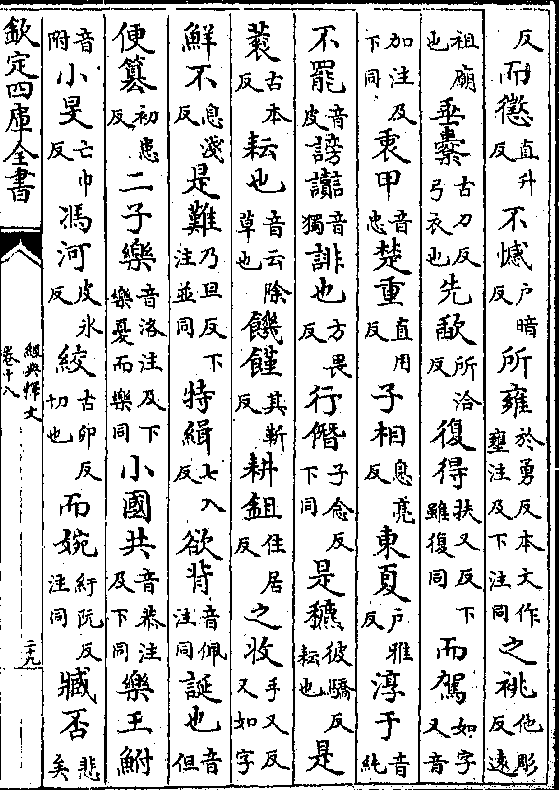 反而懲直升反不憾戶暗反所雍於勇反本文作壅注及下注同之祧他彫反遠
祖廟也垂櫜古刀反弓衣也先歃所洽反復得扶又反下雖復同而駕如字又音
加注及下同衷甲音忠楚重直用反子相息亮反東夏戶雅反淳于音純
不罷音皮謗讟音獨誹也方畏反行僭子念反下同是穮彼驕反耘也是
蓘古本反耘也音云除草也饑饉其靳反耕鉏仕居反之收手又反又如字
鮮不息淺反是難乃旦反下注並同特緝七入反欲背音佩注同誕也音但
便篡初患反二子樂音洛注及下樂憂而樂同小國共音恭注及下同樂王鮒
音附小旻亡巾反馮河皮冰反絞古卯反切也而婉紆阮反注同臧否悲矣
欽定四庫全書
經典釋文
卷十八
二十九